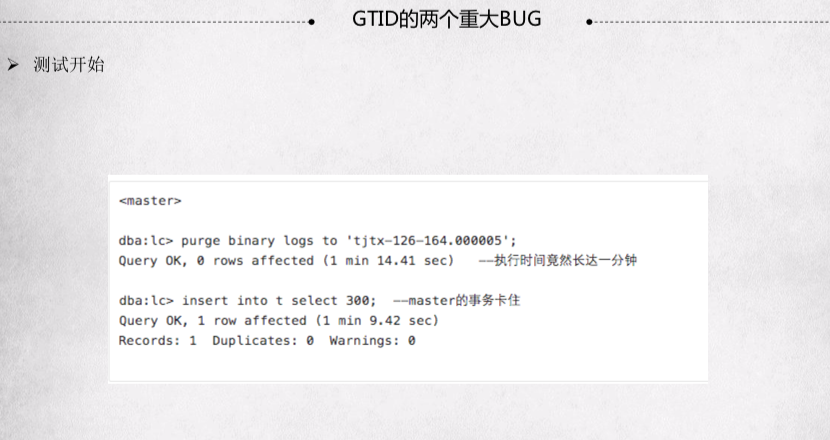 GTID的两个重大BUG
测试开始
<master>
dba:lc> purge binary logs to 'tjtx-126-164.000005';
Query OK, 0 rows affected (1 min 14.41 sec)   --执行时间竟然长达一分钟
dba:lc> insert into t select 300;  --master的事务卡住
Query OK, 1 row affected (1 min 9.42 sec)
Records: 1  Duplicates: 0  Warnings: 0